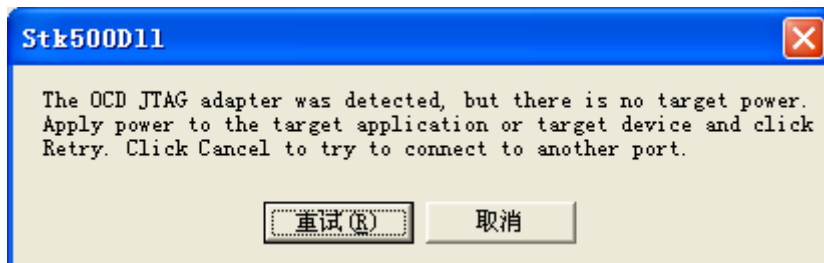 Stk500Dll
The OCD JTAG adapter was detected, but there is no target power.
Apply power to the target application or target device and click
Retry. Click Cancel to try to connect to another port.
重试(R) 取消